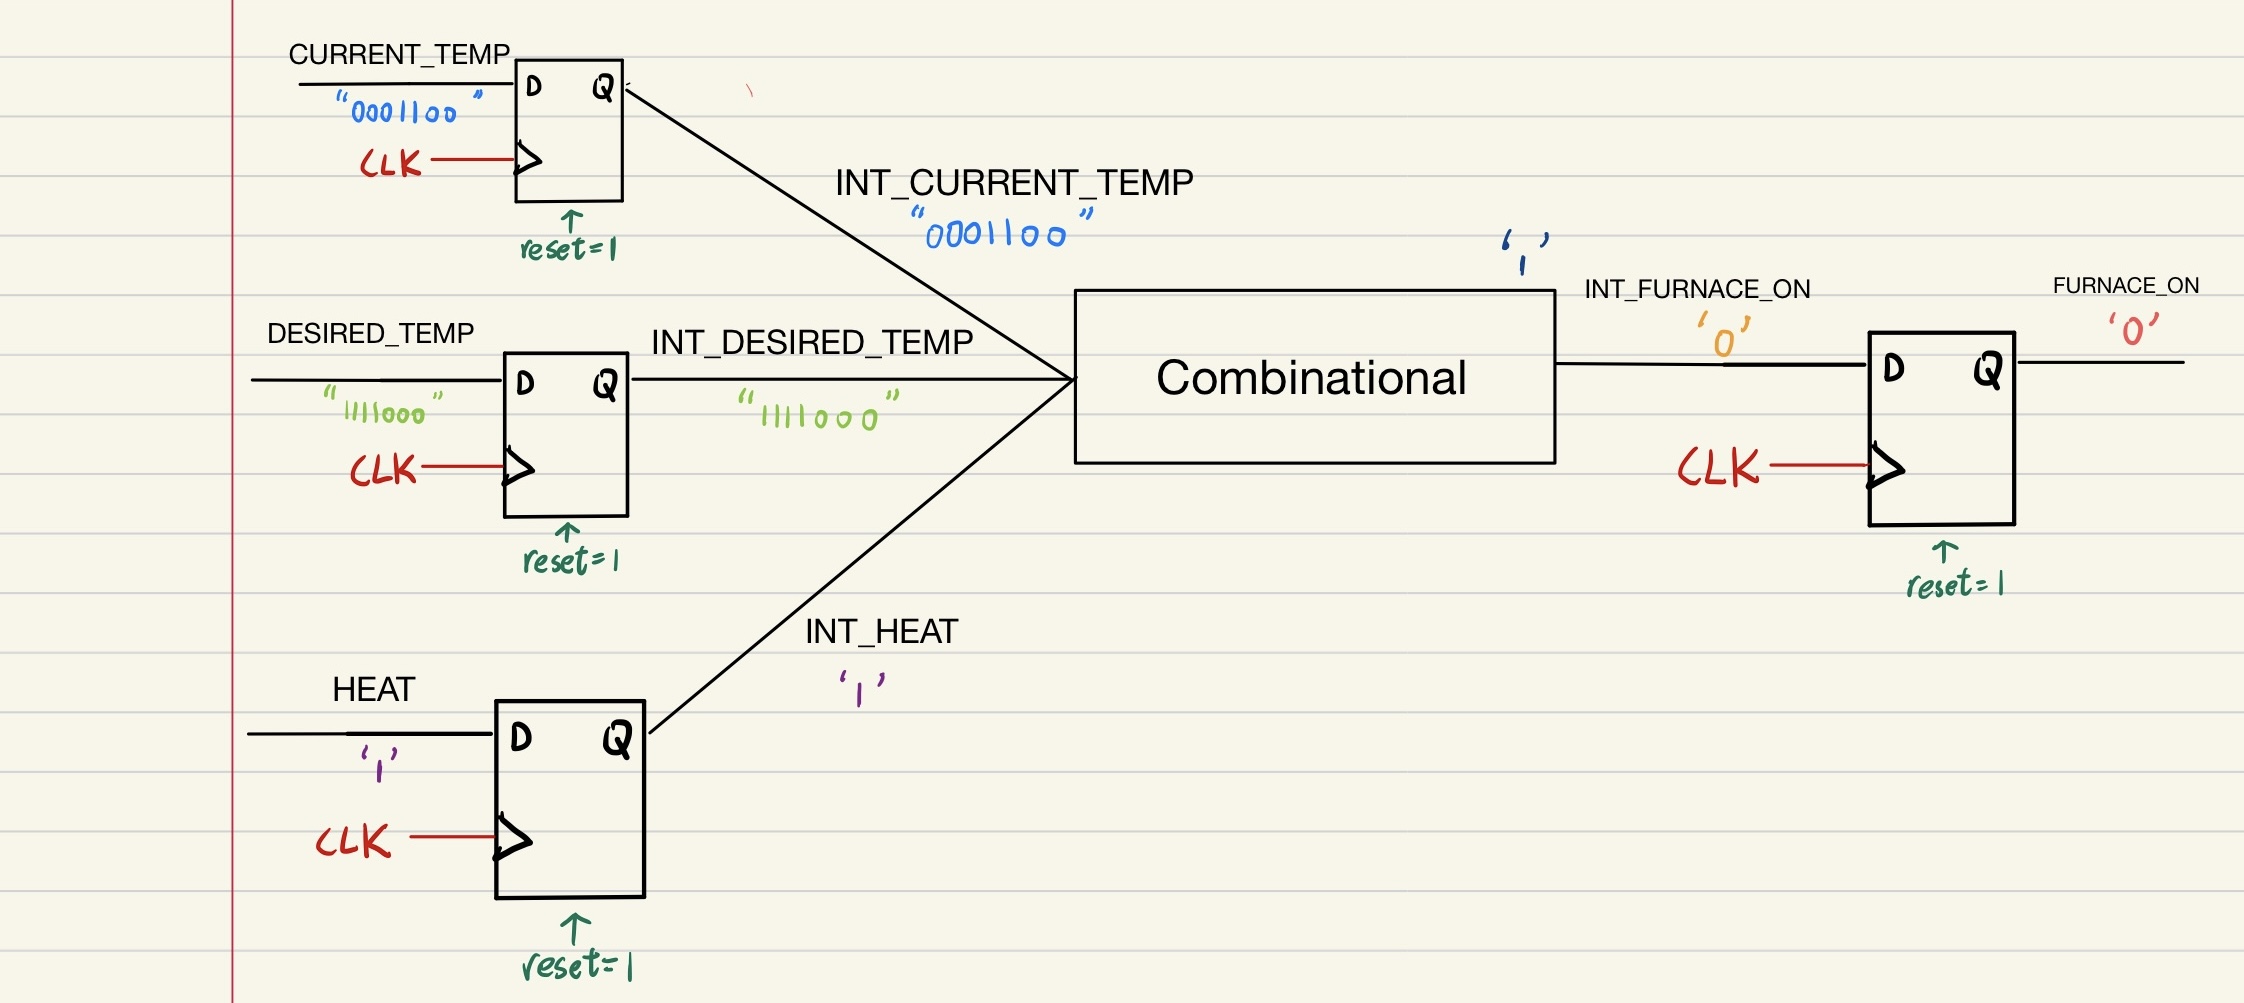 CURRENT_TEMP
D Q
"0001100"
CLK
reset=1
INT_CURRENT_TEMP
"0001100"
DESIRED_TEMP
D Q
"1111000"
CLK
reset=1
INT_DESIRED_TEMP
"1111000"
HEAT
D Q
'1'
CLK
reset=1
INT_HEAT
'1'
Combinational
'1'
INT_FURNACE_ON
'0'
D Q
CLK
reset=1
FURNACE_ON
'0'